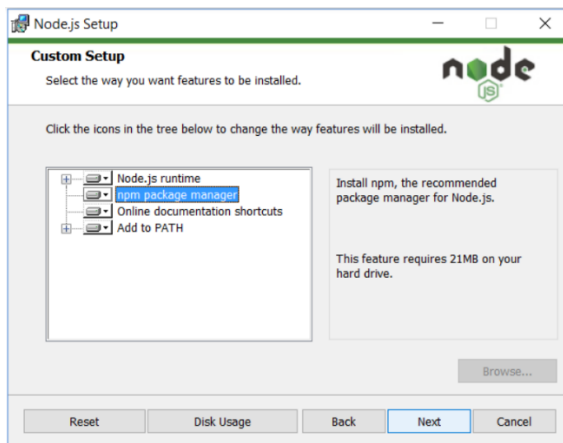 Node.js Setup
Custom Setup
Select the way you want features to be installed.
node
JS
Click the icons in the tree below to change the way features will be installed.
Node.js runtime
npm package manager
Online documentation shortcuts
Add to PATH
Install npm, the recommended
package manager for Node.js.
This feature requires 21MB on your
hard drive.
Browse...
Reset Disk Usage Back Next Cancel